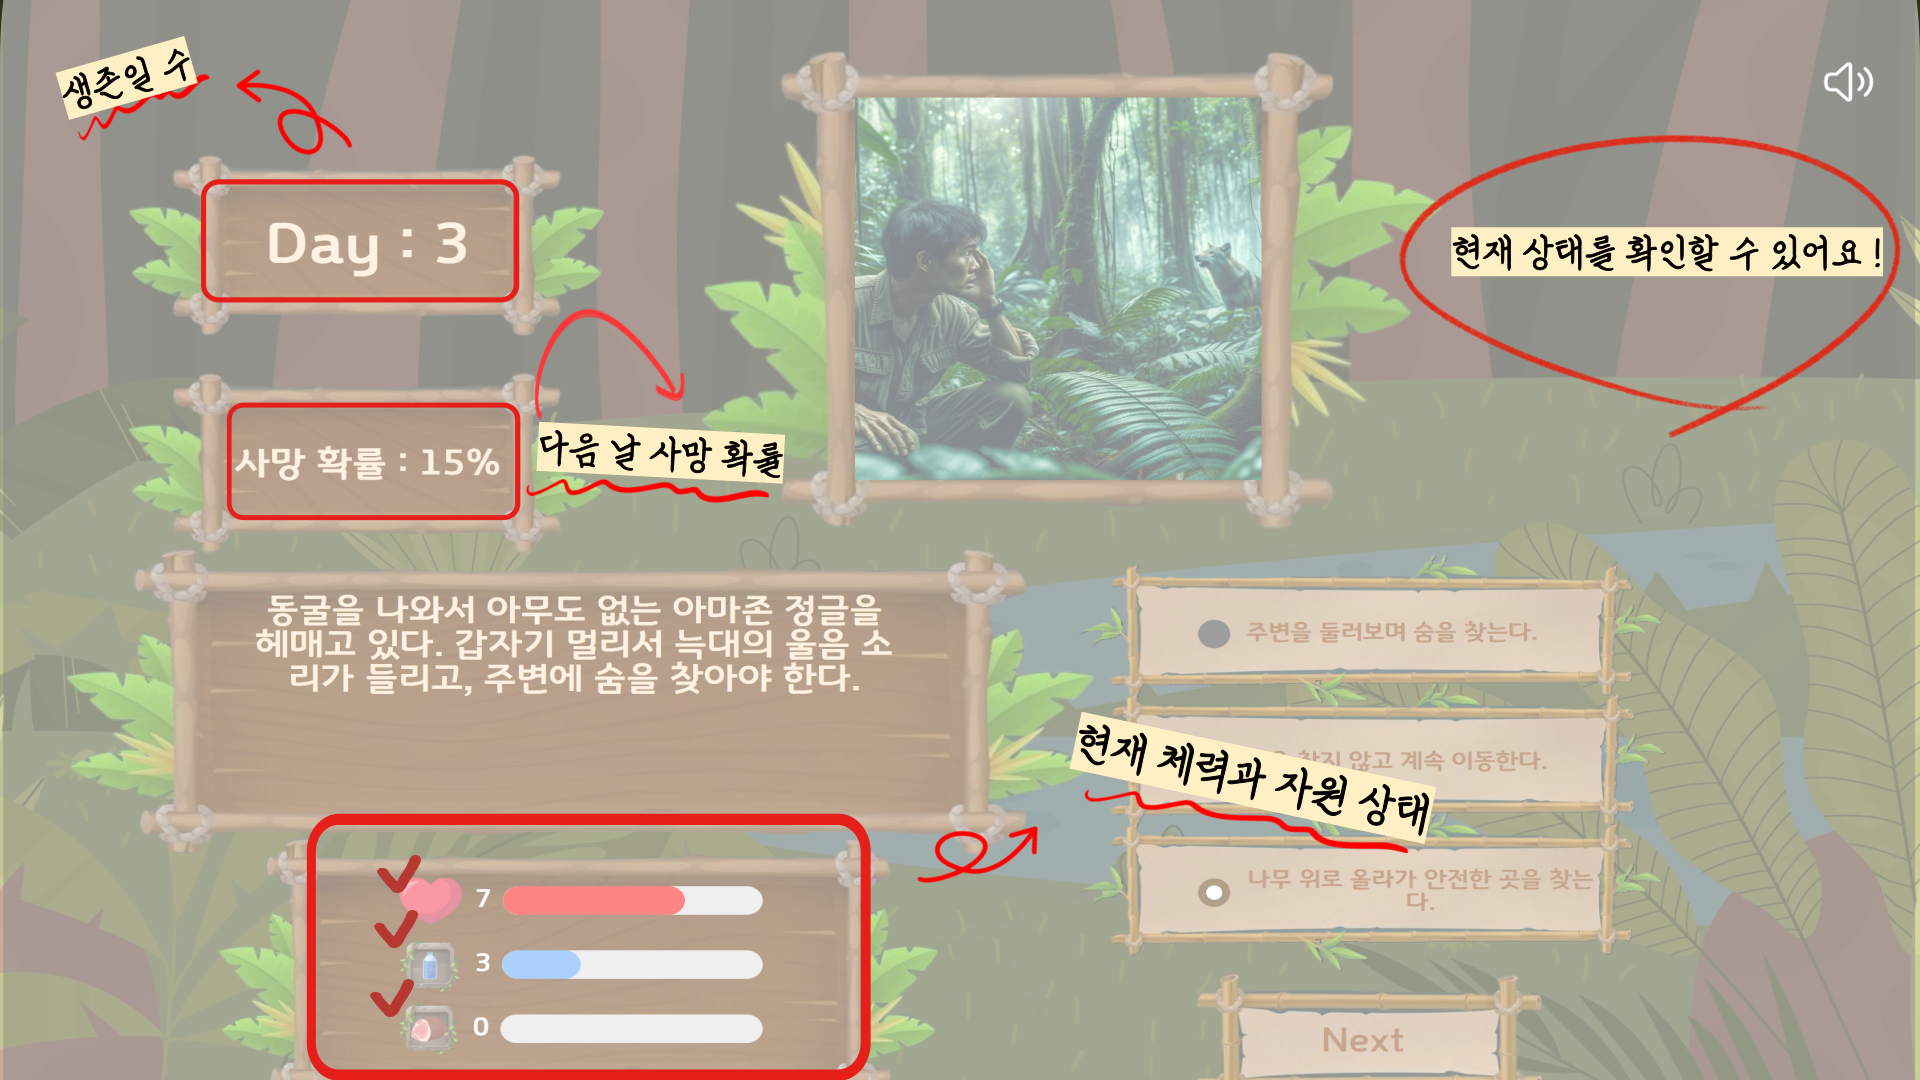 생존일 수
Day : 3
현재 상태를 확인할 수 있어요 !
사망 확률 : 15%
다음 날 사망 확률
동굴을 나와서 아무도 없는 아마존 정글을
헤매고 있다. 갑자기 멀리서 늑대의 울음 소
리가 들리고, 주변에 숨을 찾아야 한다.
주변을 둘러보며 숨을 찾는다.
찾지 않고 계속 이동한다.
현재 체력과 자원 상태
나무 위로 올라가 안전한 곳을 찾는
다.
7
3
0
Next